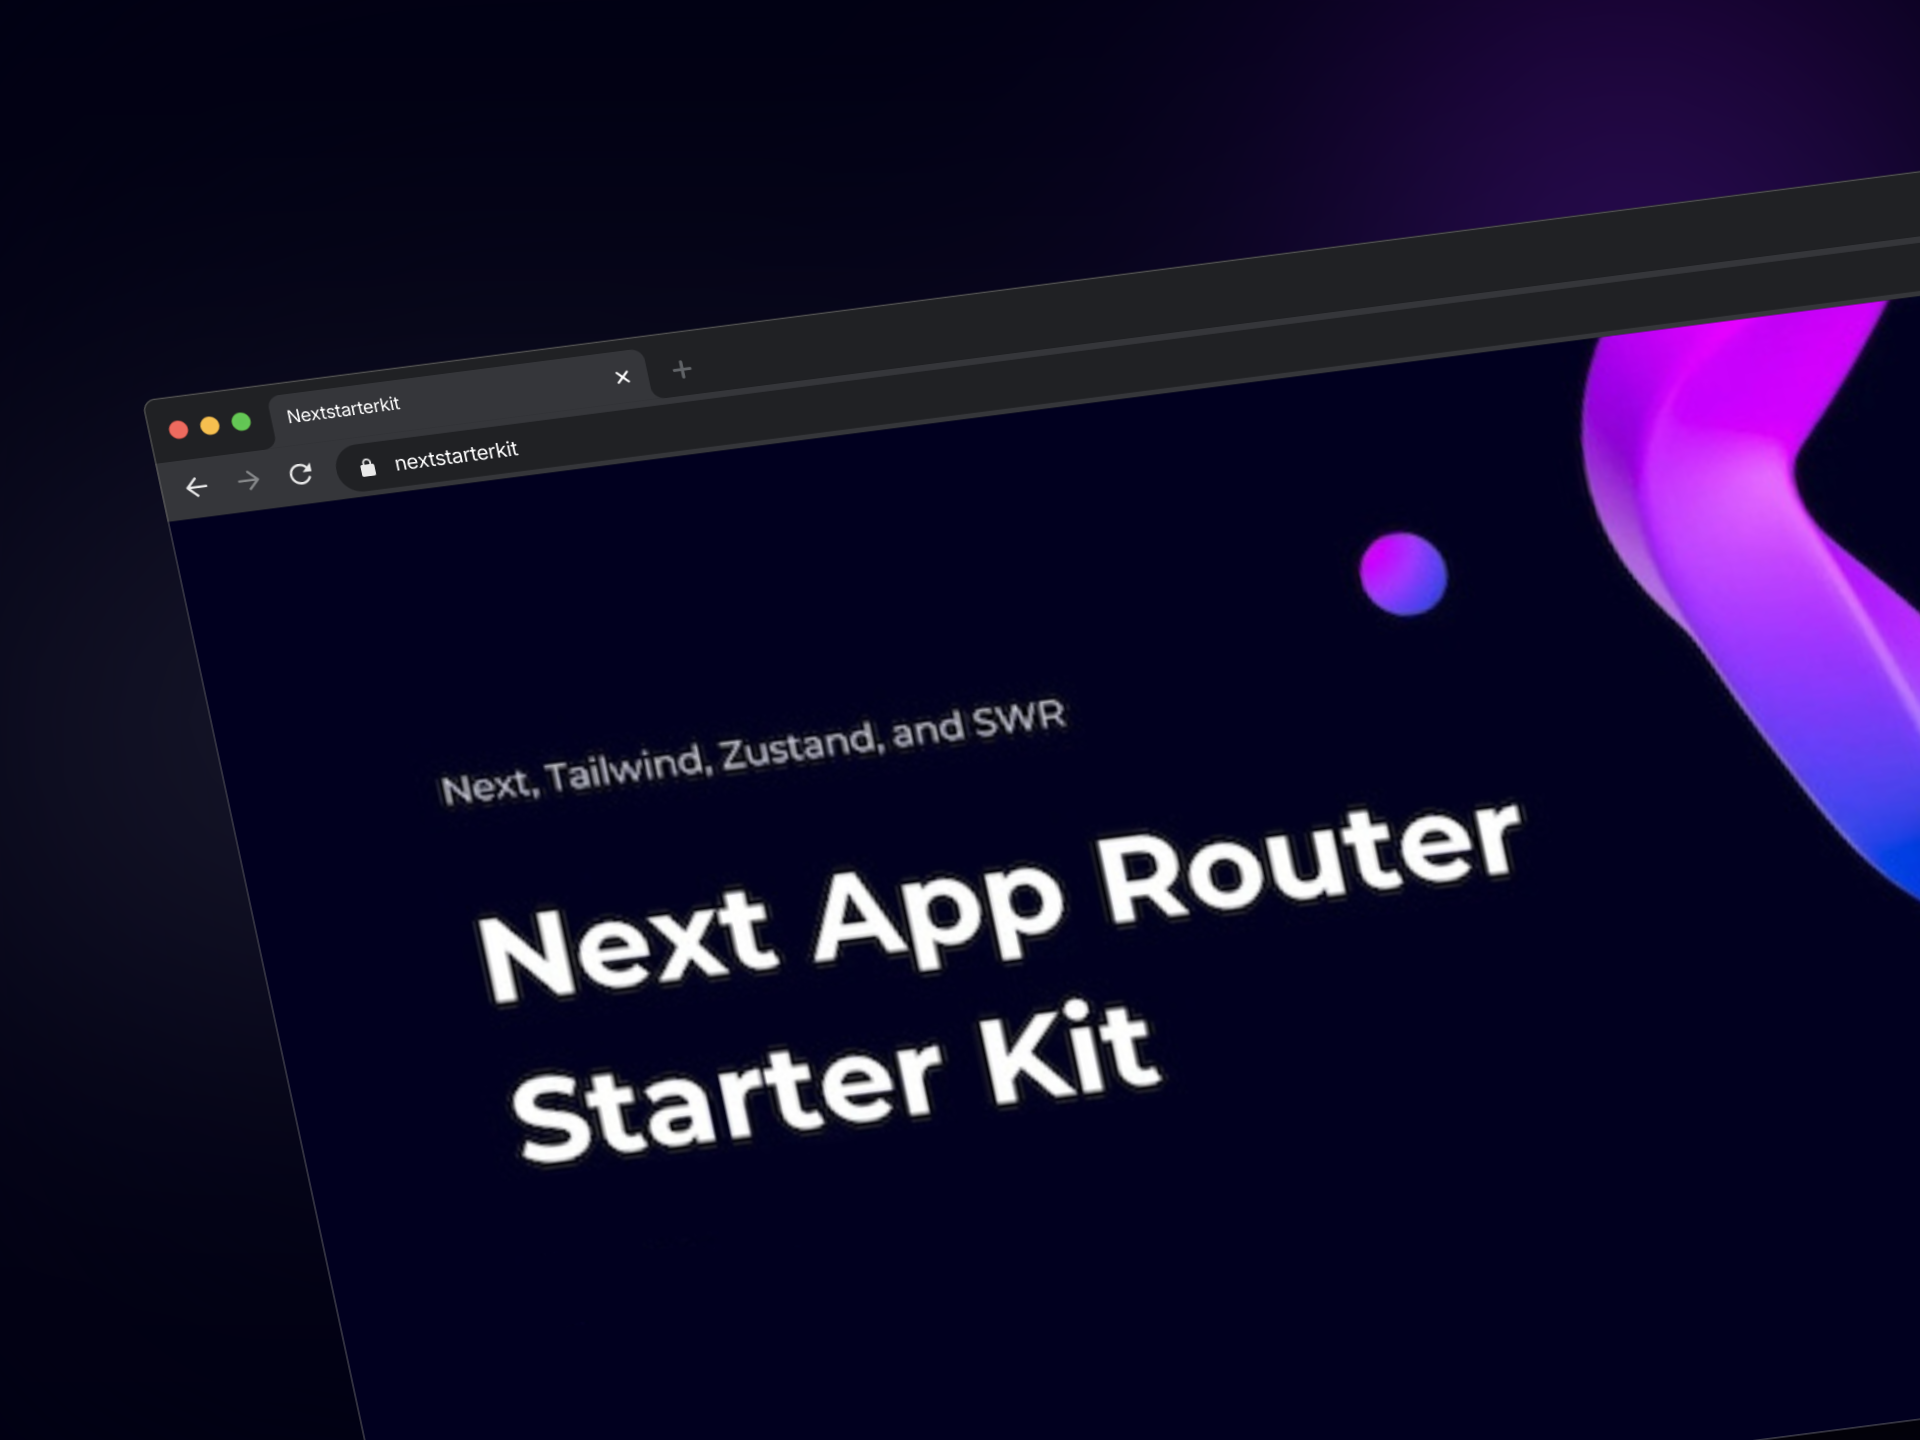 Nextstarterkit
nextstarterkit
Next, Tailwind, Zustand, and SWR
Next App Router
Starter Kit